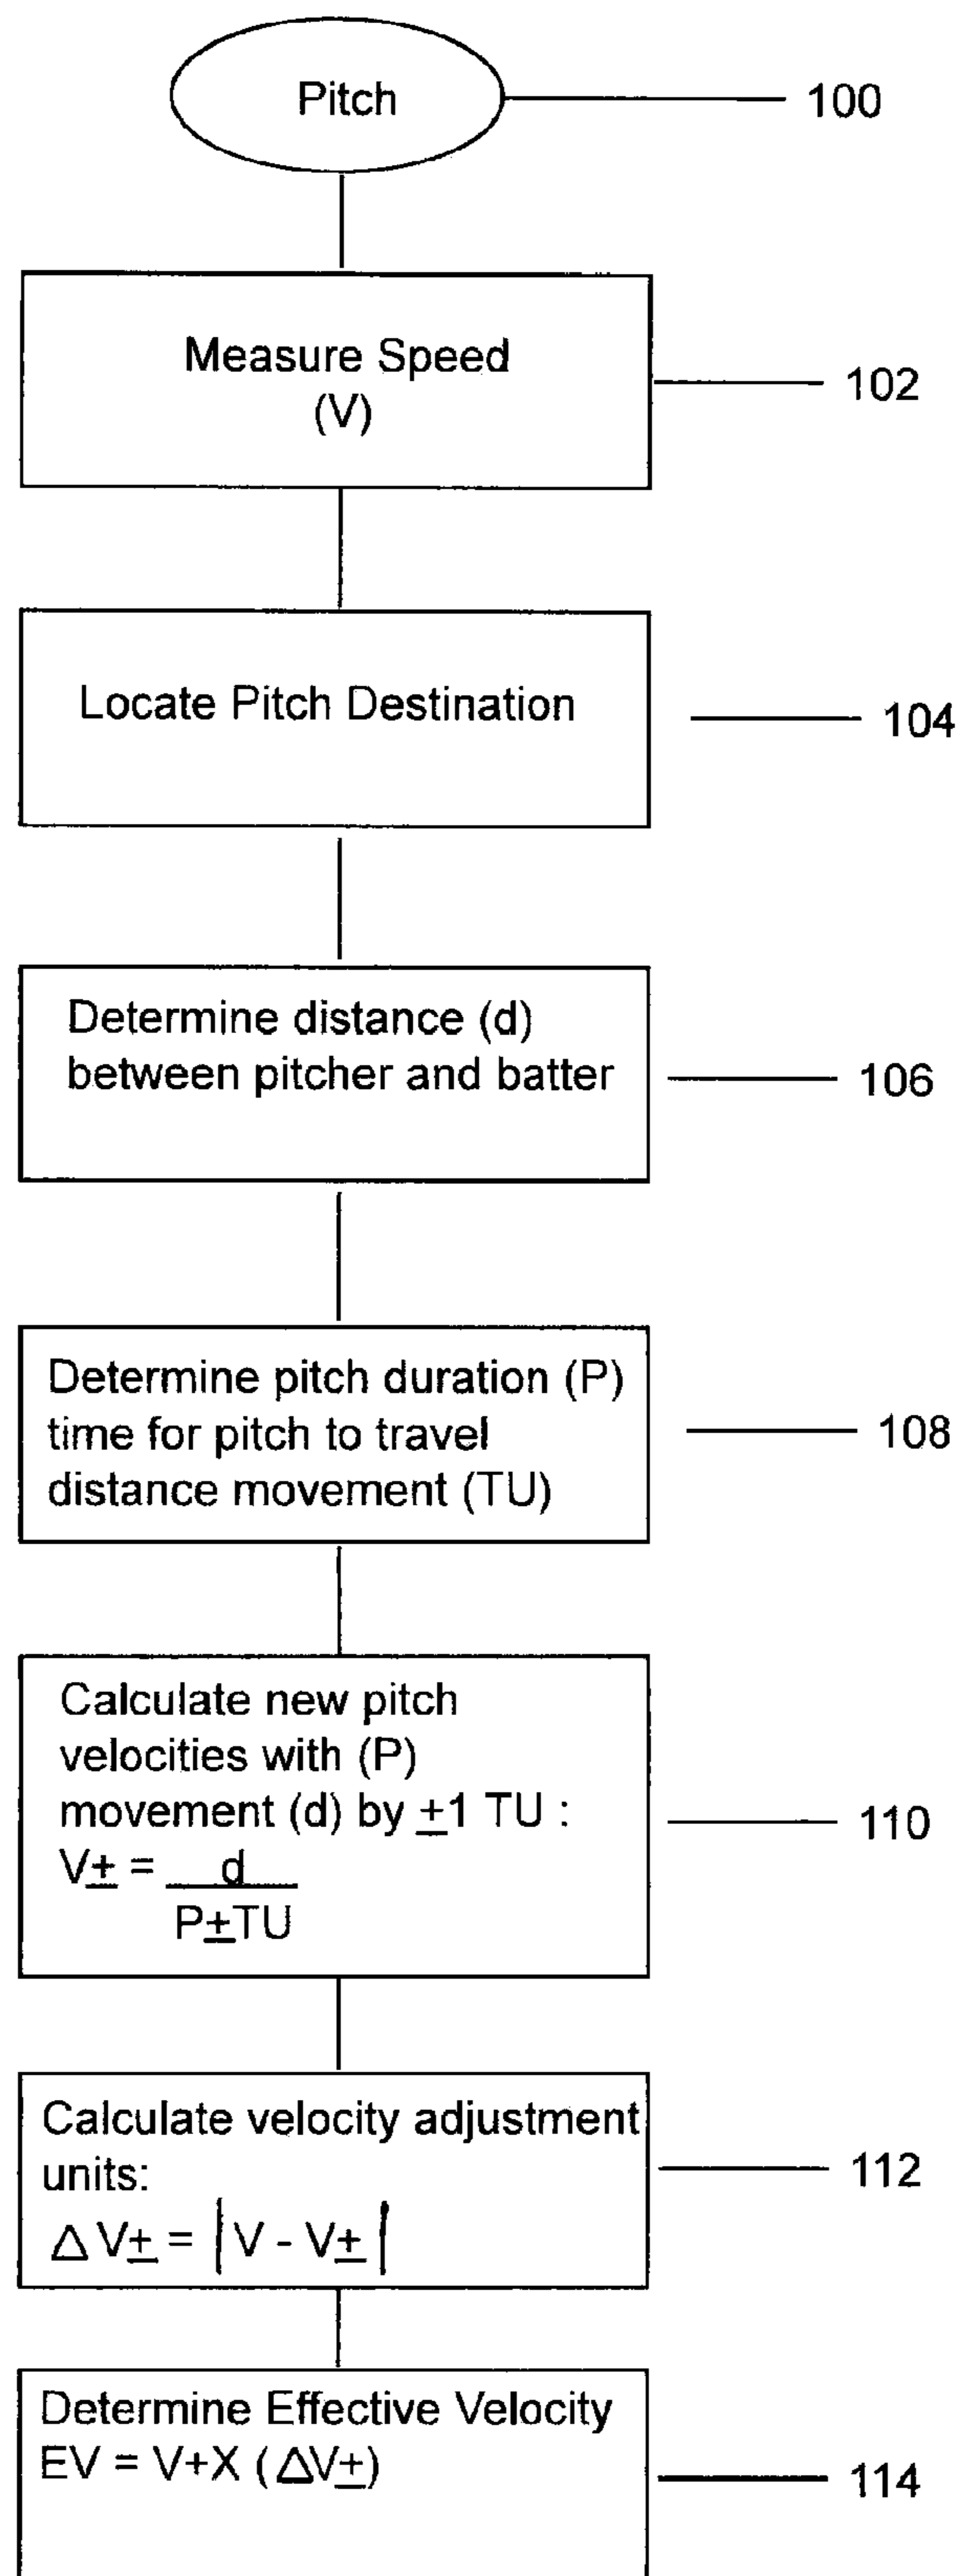 Pitch
100
Measure Speed
(V)
102
Locate Pitch Destination
104
Determine distance (d)
between pitcher and batter
106
Determine pitch duration (P)
time for pitch to travel
distance movement (TU)
108
Calculate new pitch
velocities with (P)
movement (d) by ±1 TU :
V± = d
P±TU
110
Calculate velocity adjustment
units:
△ V± = |V - V±|
112
Determine Effective Velocity
EV = V+X (△V±)
114